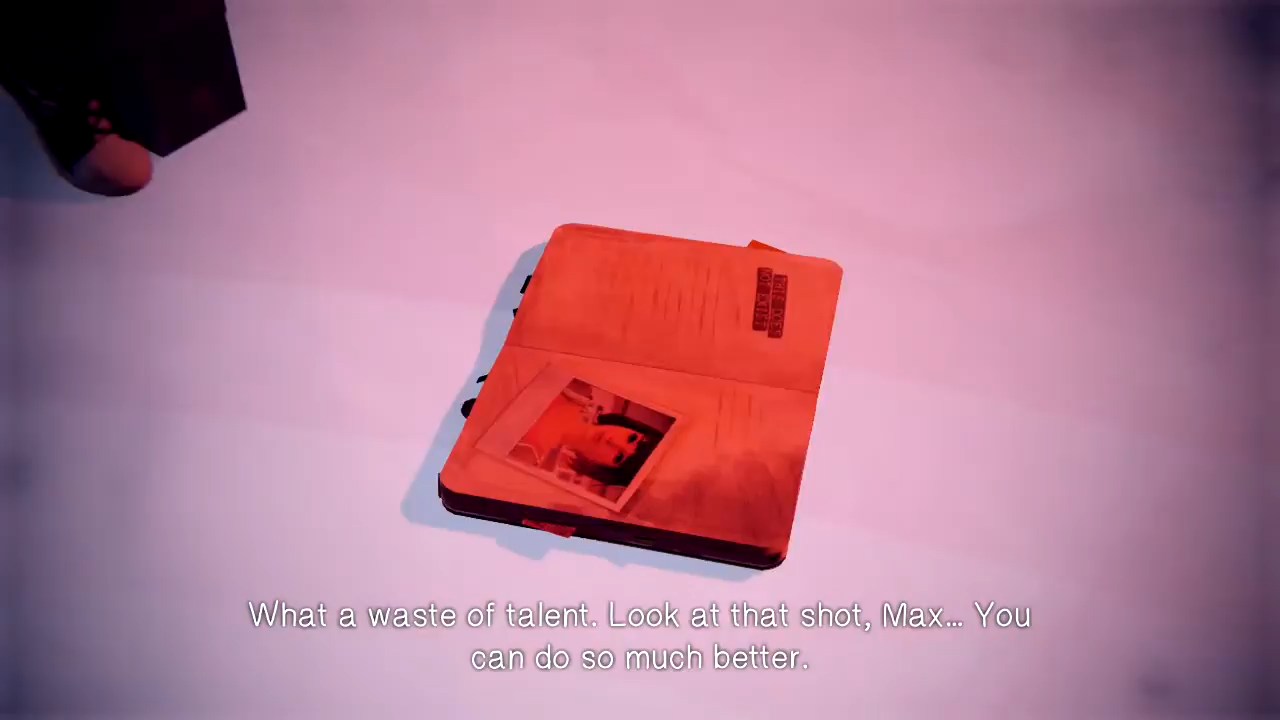 What a waste of talent. Look at that shot, Max... You
can do so much better.